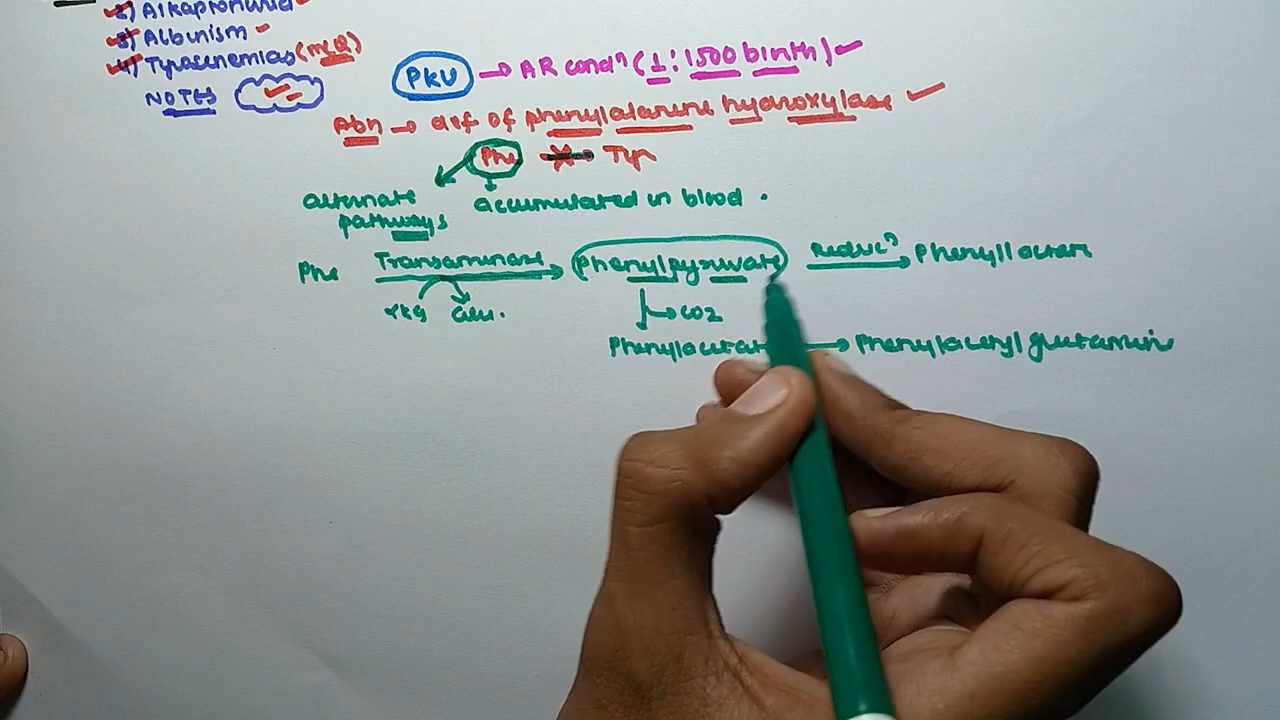 2) Alkaptonuria
3) Albinism
4) Tyrosinemias (MCQ)
NOTES
PKU → AR condn (1:1500 birth)
Abn → def of phenylalanine hydroxylase
Phe → Tyr
alternate pathways
accumulated in blood.
Phe Transaminase → Phenylpyruvate Reducn → Phenyllactate
αKG Glu.
→ CO2
Phenylacetate → Phenylacetyl glutamine